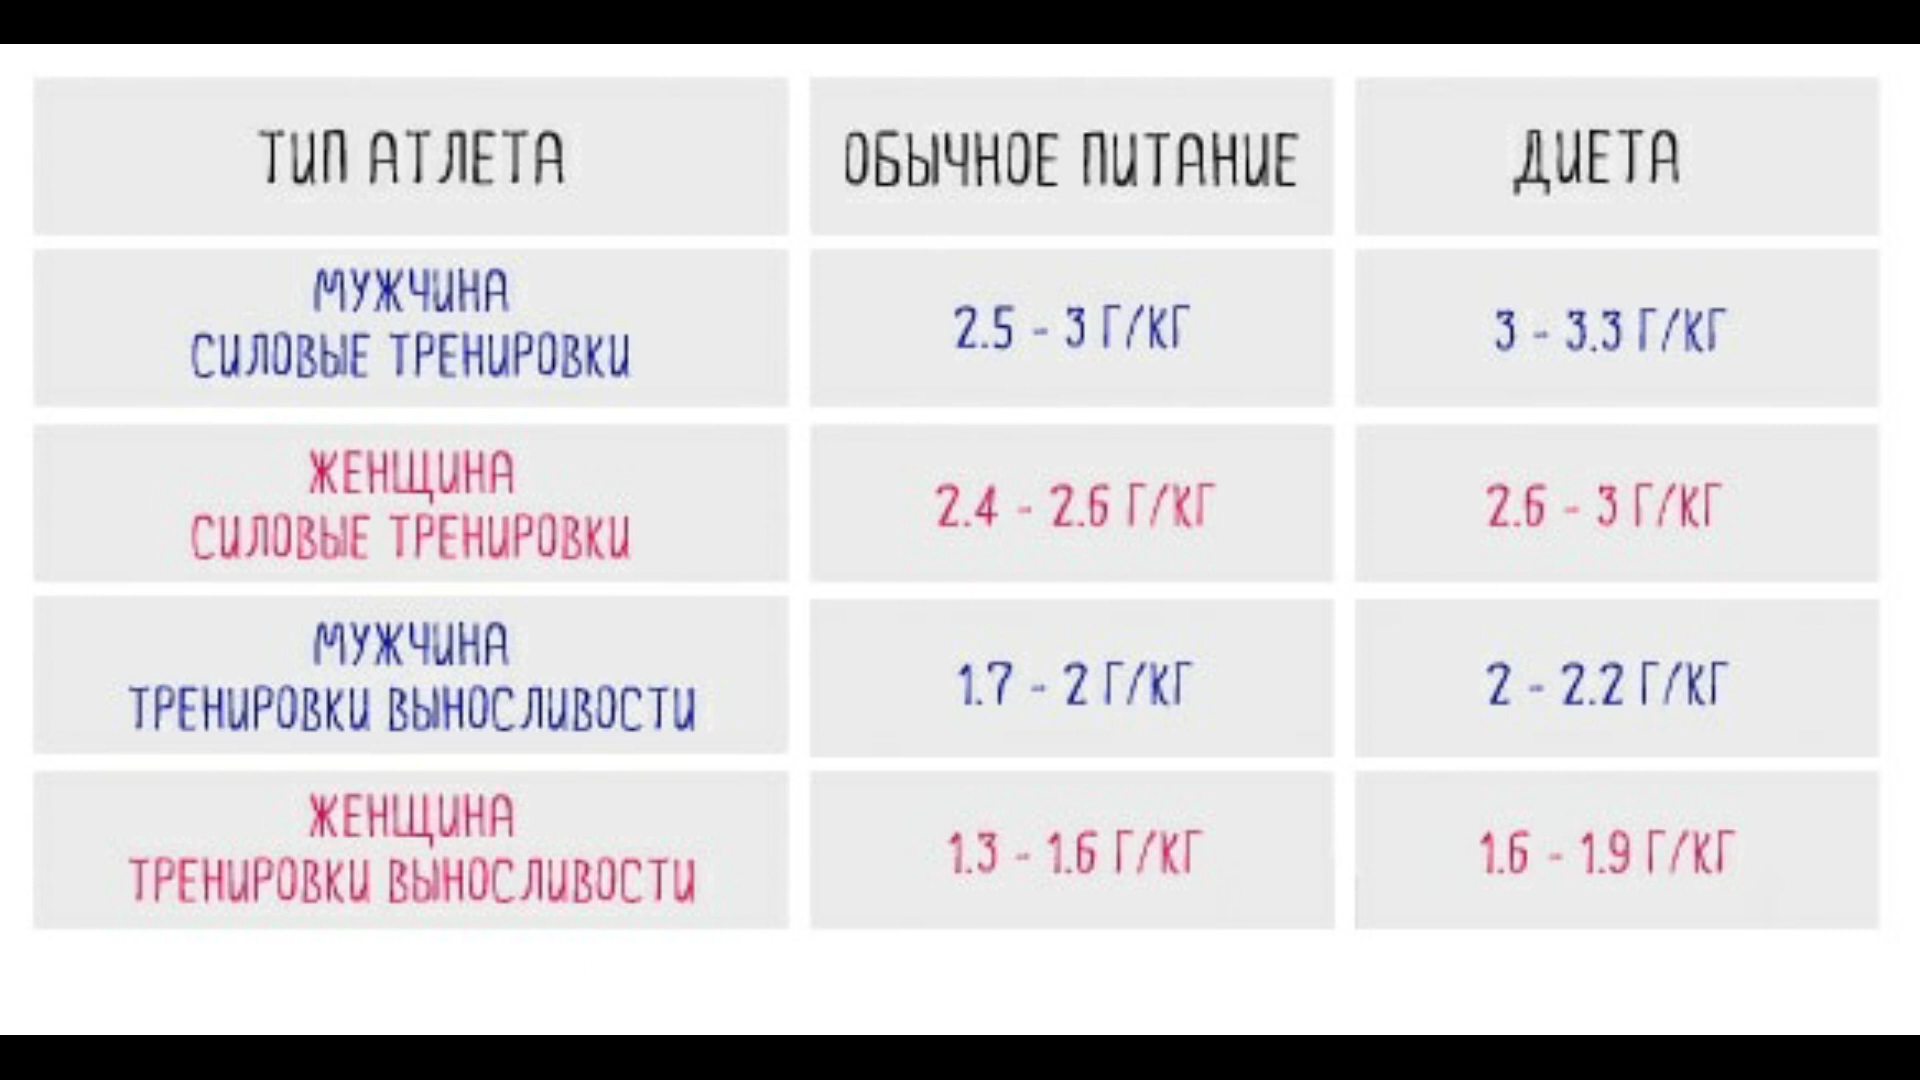 ТИП АТЛЕТА
ОБЫЧНОЕ ПИТАНИЕ
ДИЕТА
МУЖЧИНА
СИЛОВЫЕ ТРЕНИРОВКИ
2.5 - 3 Г/КГ
3 - 3.3 Г/КГ
ЖЕНЩИНА
СИЛОВЫЕ ТРЕНИРОВКИ
2.4 - 2.6 Г/КГ
2.6 - 3 Г/КГ
МУЖЧИНА
ТРЕНИРОВКИ ВЫНОСЛИВОСТИ
1.7 - 2 Г/КГ
2 - 2.2 Г/КГ
ЖЕНЩИНА
ТРЕНИРОВКИ ВЫНОСЛИВОСТИ
1.3 - 1.6 Г/КГ
1.6 - 1.9 Г/КГ